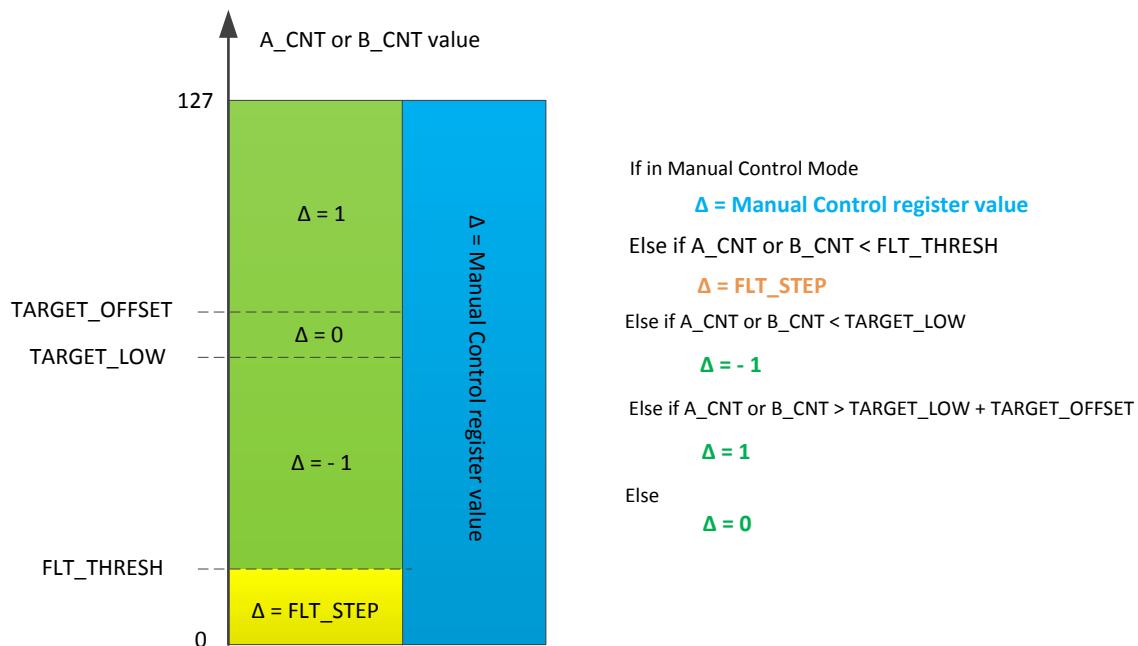 A_CNT or B_CNT value
127
Δ = 1
TARGET_OFFSET
Δ = 0
TARGET_LOW
Δ = - 1
FLT_THRESH
Δ = FLT_STEP
0
Δ = Manual Control register value
If in Manual Control Mode
Δ = Manual Control register value
Else if A_CNT or B_CNT < FLT_THRESH
Δ = FLT_STEP
Else if A_CNT or B_CNT < TARGET_LOW
Δ = - 1
Else if A_CNT or B_CNT > TARGET_LOW + TARGET_OFFSET
Δ = 1
Else
Δ = 0